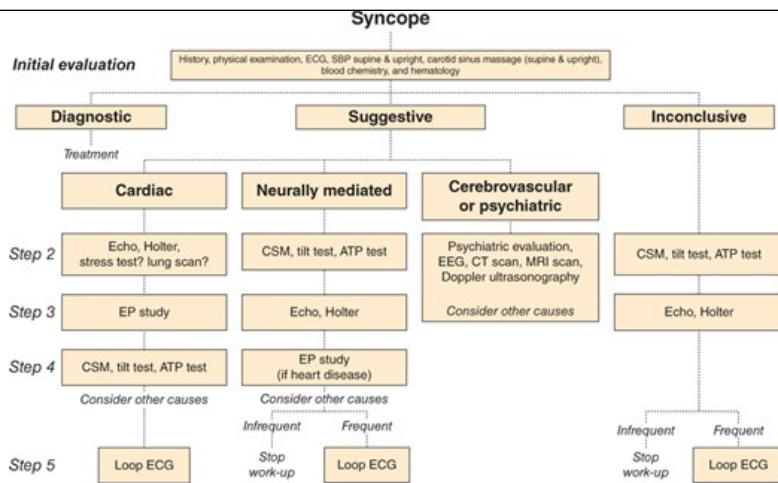 Syncope
Initial evaluation
History, physical examination, ECG, SBP supine & upright, carotid sinus massage (supine & upright),
blood chemistry, and hematology
Diagnostic
Suggestive
Inconclusive
Treatment
Cardiac
Neurally mediated
Cerebrovascular
or psychiatric
Step 2
Echo, Holter,
stress test? lung scan?
CSM, tilt test, ATP test
Psychiatric evaluation,
EEG, CT scan, MRI scan,
Doppler ultrasonography
Consider other causes
CSM, tilt test, ATP test
Step 3
EP study
Echo, Holter
Echo, Holter
Step 4
CSM, tilt test, ATP test
EP study
(if heart disease)
Consider other causes
Consider other causes
Infrequent
Frequent
Infrequent
Frequent
Step 5
Loop ECG
Stop
work-up
Loop ECG
Stop
work-up
Loop ECG